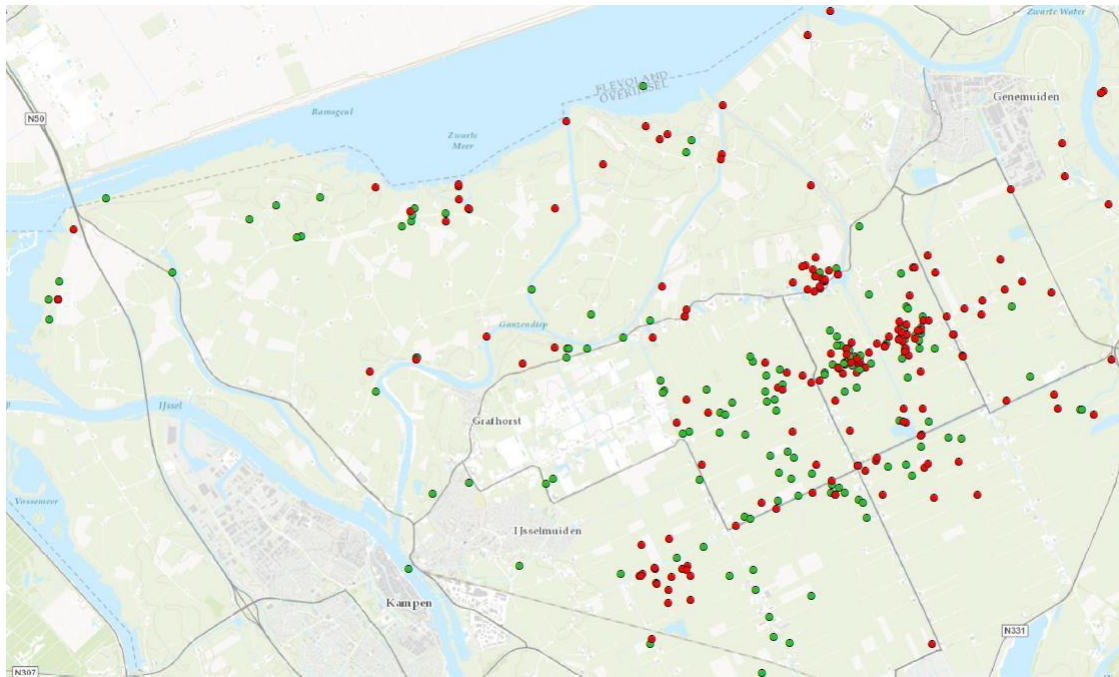 Zwarte Water
FLEVOLAND
OVERIJSSEL
Genemuiden
N50
Ramsgeul
Zwarte
Meer
Ganzendiep
IJssel
Grafhorst
Vossemeer
IJsselmuiden
Kampen
N331
N307